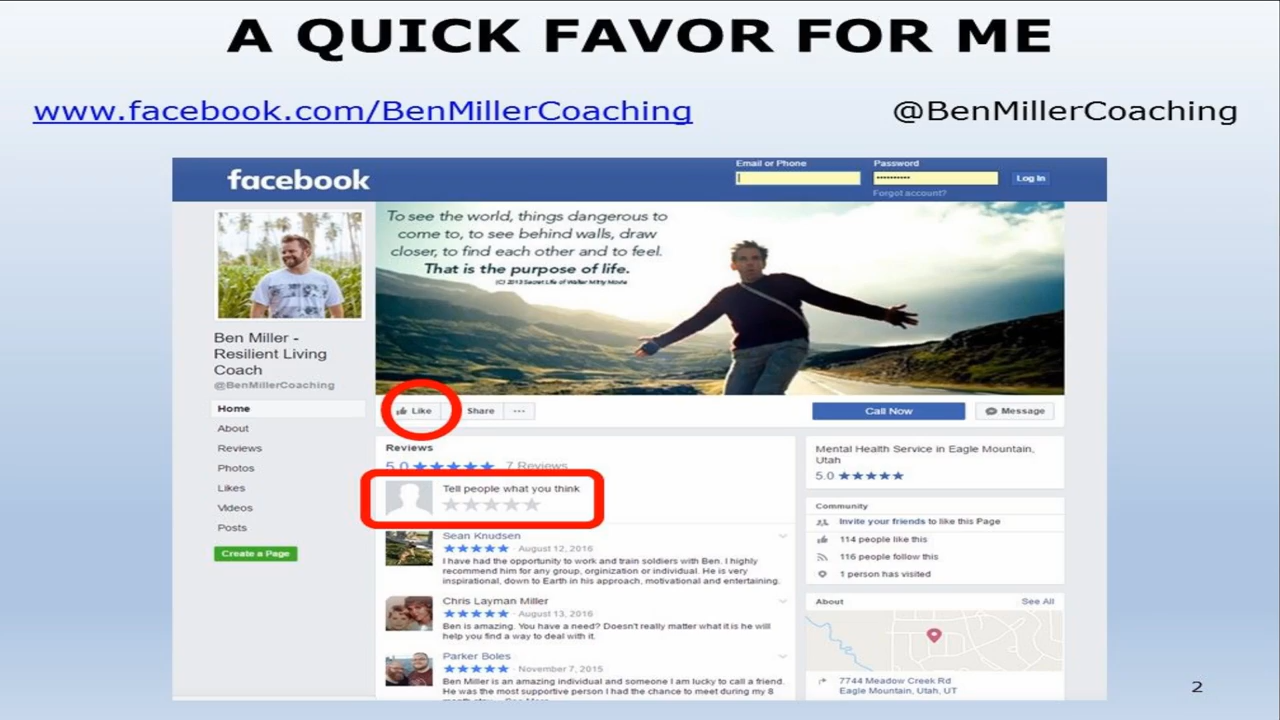 A QUICK FAVOR FOR ME
www.facebook.com/BenMillerCoaching
@BenMillerCoaching
Email or Phone
Password
facebook
••••••••••
Log In
Forgot account?
To see the world, things dangerous to
come to, to see behind walls, draw
closer, to find each other and to feel.
That is the purpose of life.
(C) 2013 Secret Life of Walter Mitty Movie
Ben Miller -
Resilient Living
Coach
@BenMillerCoaching
Home
About
Reviews
Photos
Likes
Videos
Posts
Create a Page
Like
Share
...
Call Now
Message
Reviews
5.0 ★★★★★ 7 Reviews
Tell people what you think
Sean Knudsen
★★★★★ · August 12, 2016
I have had the opportunity to work and train soldiers with Ben. I highly
recommend him for any group, orginization or individual. He is very
inspirational, down to Earth in his approach, motivational and entertaining.
Chris Layman Miller
★★★★★ · August 13, 2016
Ben is amazing. You have a need? Doesn't really matter what it is he will
help you find a way to deal with it.
Parker Boles
★★★★★ · November 7, 2015
Ben Miller is an amazing individual and someone I am lucky to call a friend.
He was the most supportive person I had the chance to meet during my 8
Mental Health Service in Eagle Mountain,
Utah
5.0 ★★★★★
Community
Invite your friends to like this Page
114 people like this
116 people follow this
1 person has visited
About
See All
7744 Meadow Creek Rd
Eagle Mountain, Utah, UT
2